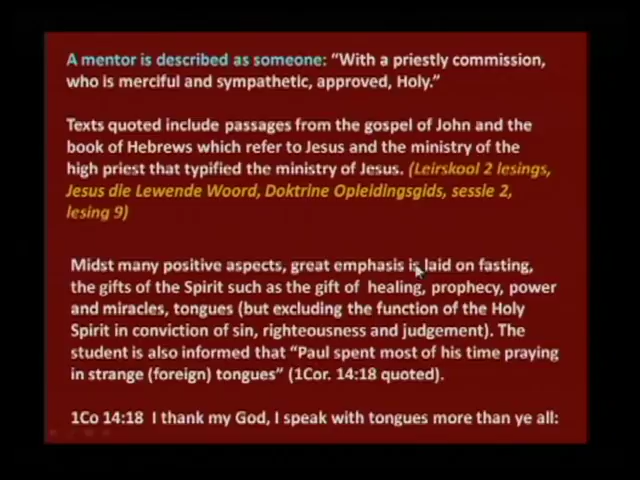 A mentor is described as someone: “With a priestly commission,
who is merciful and sympathetic, approved, Holy.”
Texts quoted include passages from the gospel of John and the
book of Hebrews which refer to Jesus and the ministry of the
high priest that typified the ministry of Jesus. (Leirskool 2 lesings,
Jesus die Lewende Woord, Doktrine Opleidingsgids, sessie 2,
lesing 9)
Midst many positive aspects, great emphasis is laid on fasting,
the gifts of the Spirit such as the gift of healing, prophecy, power
and miracles, tongues (but excluding the function of the Holy
Spirit in conviction of sin, righteousness and judgement). The
student is also informed that “Paul spent most of his time praying
in strange (foreign) tongues” (1Cor. 14:18 quoted).
1Co 14:18 I thank my God, I speak with tongues more than ye all: